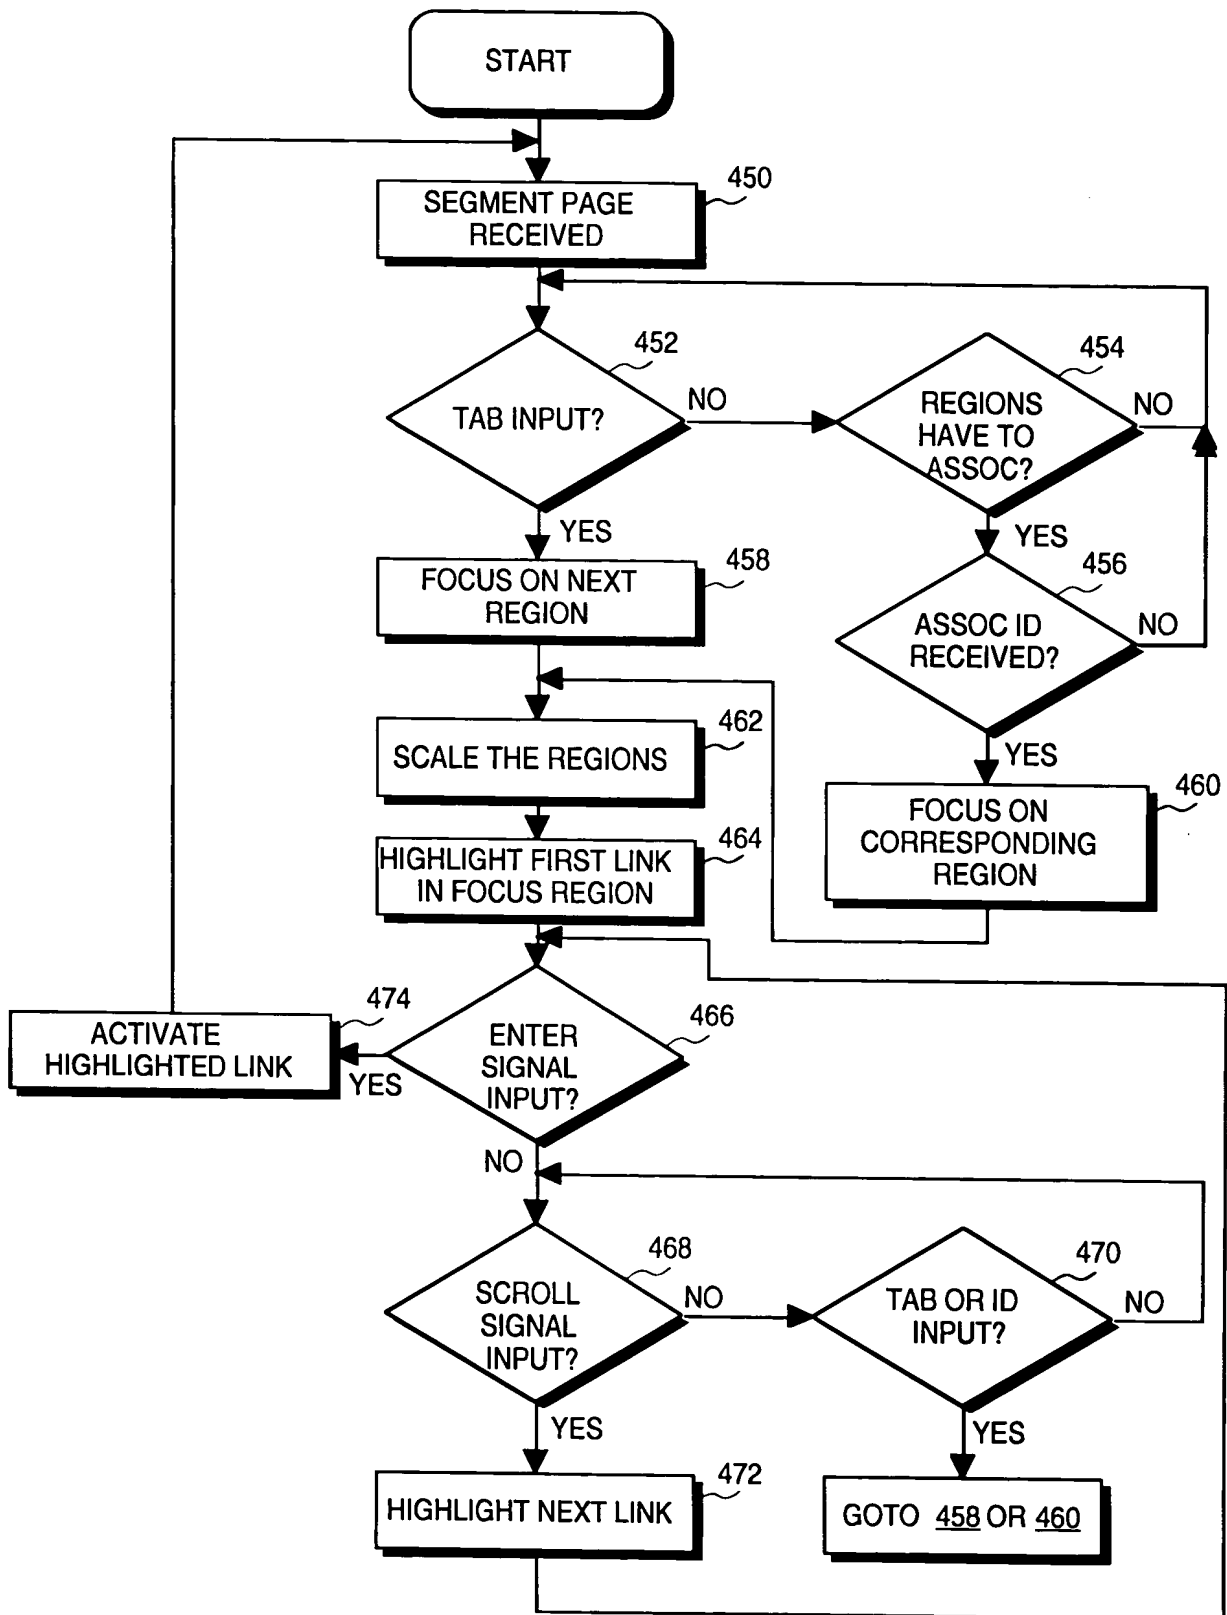 START
450
SEGMENT PAGE
RECEIVED
452
TAB INPUT?
NO
YES
454
REGIONS
HAVE TO
ASSOC?
NO
YES
458
FOCUS ON NEXT
REGION
456
ASSOC ID
RECEIVED?
NO
YES
462
SCALE THE REGIONS
460
FOCUS ON
CORRESPONDING
REGION
464
HIGHLIGHT FIRST LINK
IN FOCUS REGION
474
ACTIVATE
HIGHLIGHTED LINK
YES
466
ENTER
SIGNAL
INPUT?
NO
468
SCROLL
SIGNAL
INPUT?
NO
YES
470
TAB OR ID
INPUT?
NO
YES
472
HIGHLIGHT NEXT LINK
GOTO 458 OR 460